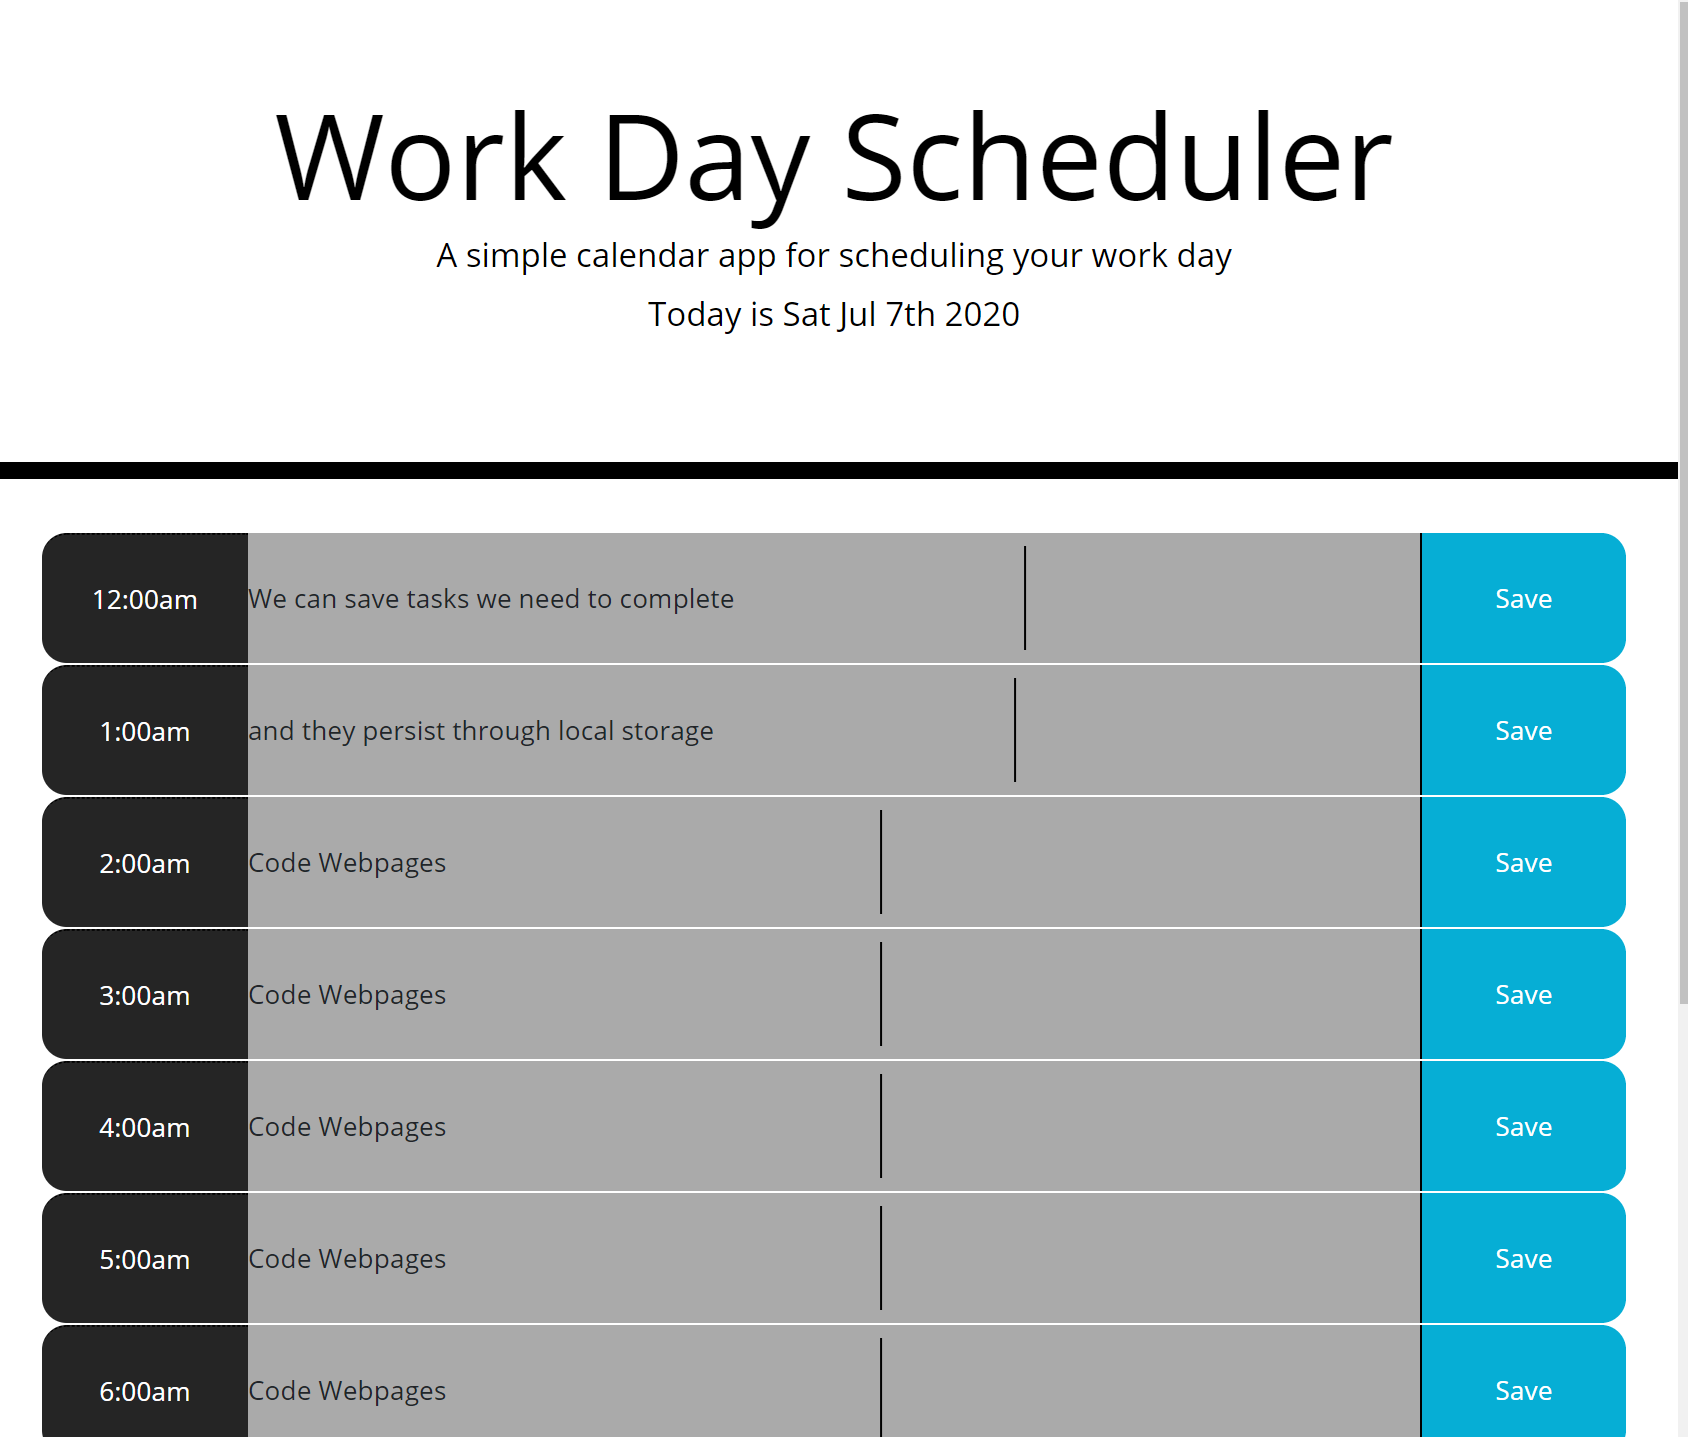 Work Day Scheduler
A simple calendar app for scheduling your work day
Today is Sat Jul 7th 2020
12:00am We can save tasks we need to complete Save
1:00am and they persist through local storage Save
2:00am Code Webpages Save
3:00am Code Webpages Save
4:00am Code Webpages Save
5:00am Code Webpages Save
6:00am Code Webpages Save